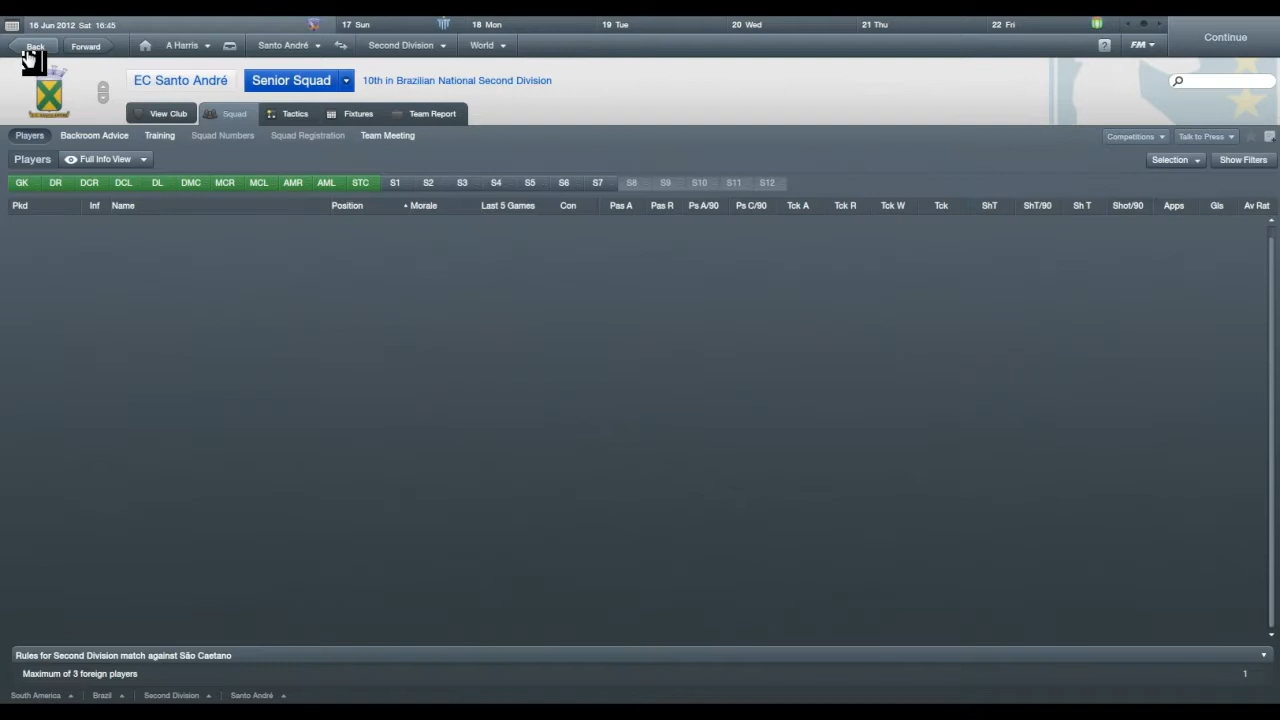 16 Jun 2012 Sat 16:45 17 Sun 18 Mon 19 Tue 20 Wed 21 Thu 22 Fri
Back Forward A Harris Santo André Second Division World ? FM Continue
EC Santo André Senior Squad 10th in Brazilian National Second Division
View Club Squad Tactics Fixtures Team Report
Players Backroom Advice Training Squad Numbers Squad Registration Team Meeting Competitions Talk to Press
Players Full Info View Selection Show Filters
GK DR DCR DCL DL DMC MCR MCL AMR AML STC S1 S2 S3 S4 S5 S6 S7 S8 S9 S10 S11 S12
Pkd Inf Name Position Morale Last 5 Games Con Pas A Pas R Ps A/90 Ps C/90 Tck A Tck R Tck W Tck ShT ShT/90 Sh T Shot/90 Apps Gls Av Rat
Rules for Second Division match against São Caetano
Maximum of 3 foreign players 1
South America Brazil Second Division Santo André